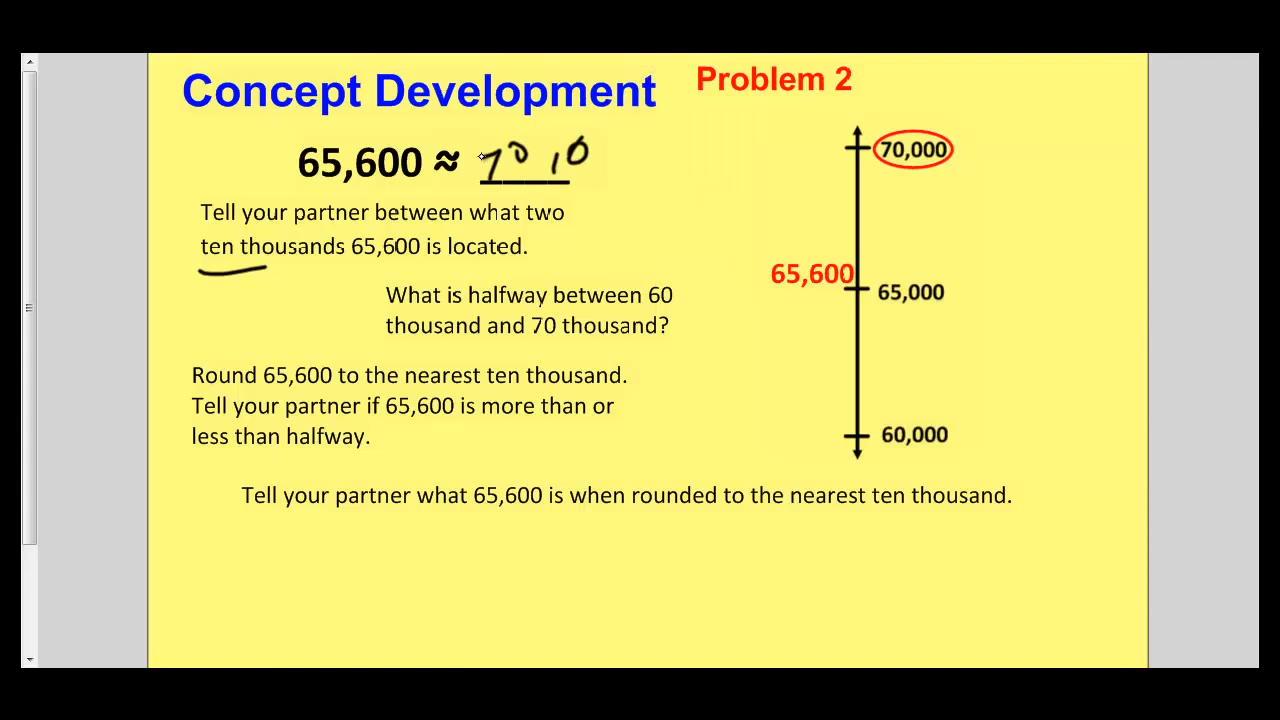 Concept Development
Problem 2
65,600 ≈ 70
Tell your partner between what two
ten thousands 65,600 is located.
What is halfway between 60
thousand and 70 thousand?
Round 65,600 to the nearest ten thousand.
Tell your partner if 65,600 is more than or
less than halfway.
Tell your partner what 65,600 is when rounded to the nearest ten thousand.
70,000
65,600
65,000
60,000